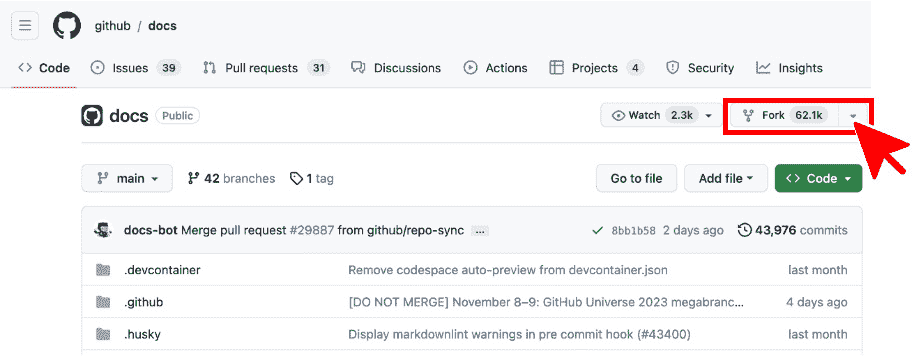 github / docs
Code Issues 39 Pull requests 31 Discussions Actions Projects 4 Security Insights
docs Public Watch 2.3k Fork 62.1k
main 42 branches 1 tag Go to file Add file Code
docs-bot Merge pull request #29887 from github/repo-sync ... 8bb1b58 2 days ago 43,976 commits
.devcontainer Remove codespace auto-preview from devcontainer.json last month
.github [DO NOT MERGE] November 8–9: GitHub Universe 2023 megabranc... 4 days ago
.husky Display markdownlint warnings in pre commit hook (#43400) last month